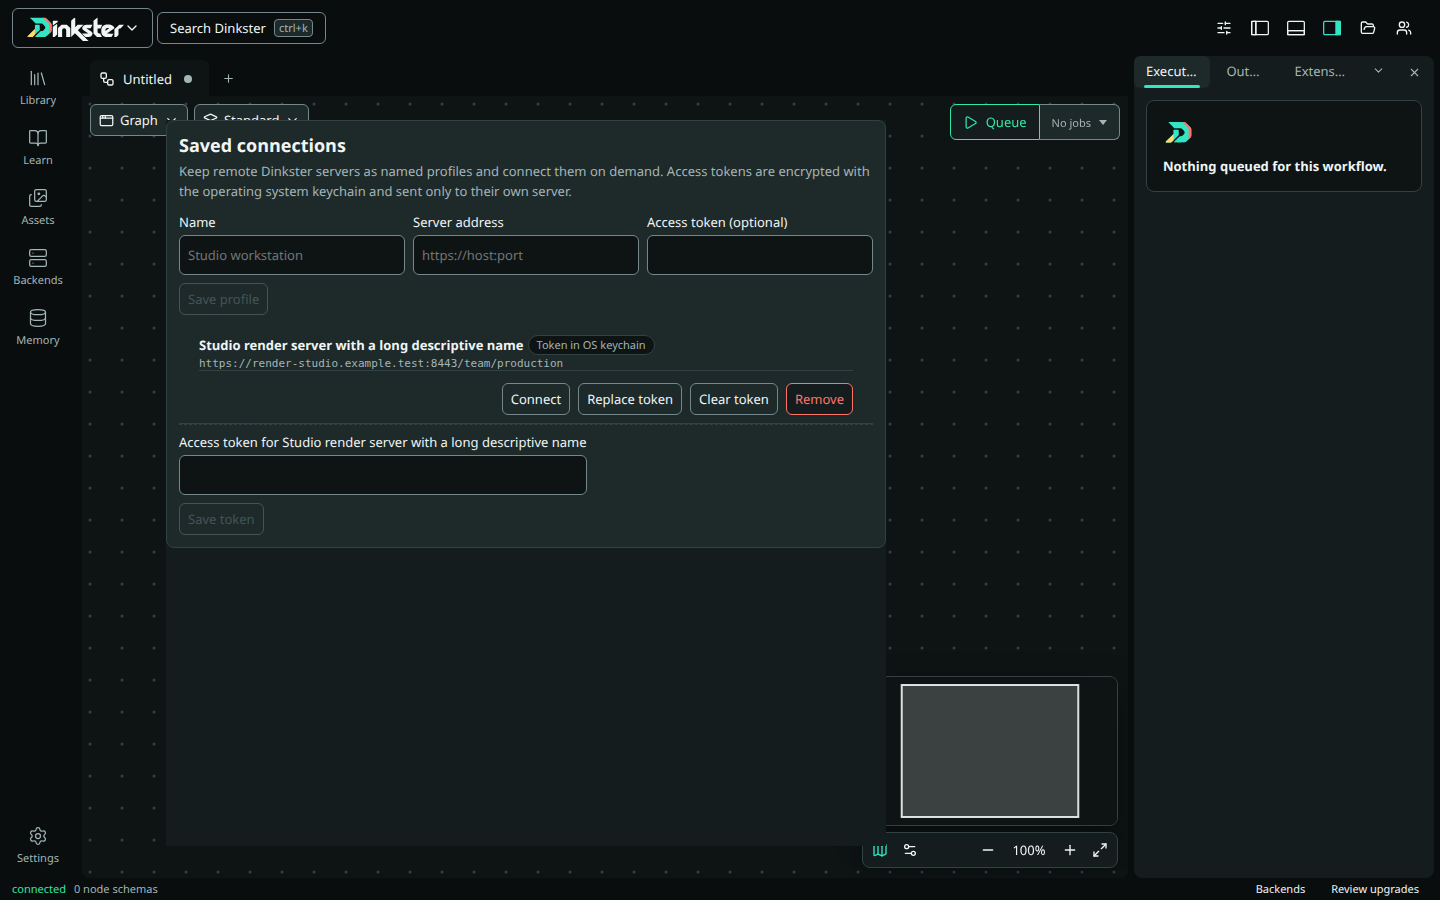 Dinkster
Search Dinkster ctrl+k
Library
Learn
Assets
Backends
Memory
Settings
Untitled
Graph
Standard
Queue
No jobs
Saved connections
Keep remote Dinkster servers as named profiles and connect them on demand. Access tokens are encrypted with
the operating system keychain and sent only to their own server.
Name
Server address
Access token (optional)
Studio workstation
https://host:port
Save profile
Studio render server with a long descriptive name
Token in OS keychain
https://render-studio.example.test:8443/team/production
Connect
Replace token
Clear token
Remove
Access token for Studio render server with a long descriptive name
Save token
100%
Execut...
Out...
Extens...
Nothing queued for this workflow.
connected
0 node schemas
Backends
Review upgrades